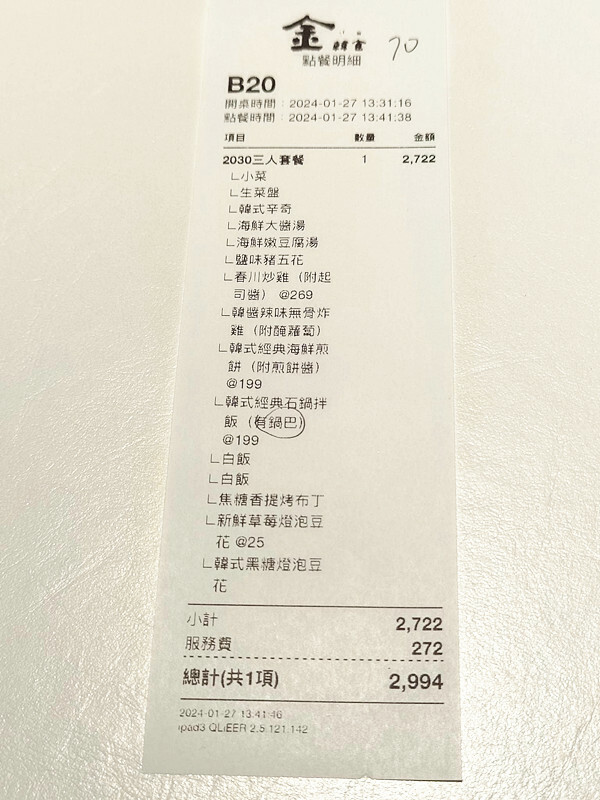 金 韓食 70
點餐明細
B20
開桌時間：2024-01-27 13:31:16
點餐時間：2024-01-27 13:41:38
項目 數量 金額
2030三人套餐 1 2,722
∟小菜
∟生菜盤
∟韓式辛奇
∟海鮮大醬湯
∟海鮮嫩豆腐湯
∟鹽味豬五花
∟春川炒雞（附起
司醬） @269
∟韓醬辣味無骨炸
雞（附醃蘿蔔）
∟韓式經典海鮮煎
餅（附煎餅醬）
@199
∟韓式經典石鍋拌
飯（有鍋巴）
@199
∟白飯
∟白飯
∟焦糖香提烤布丁
∟新鮮草莓燈泡豆
花 @25
∟韓式黑糖燈泡豆
花
小計 2,722
服務費 272
總計(共1項) 2,994
2024-01-27 13:41:46
ipad3 QLiEER 2.5.121.142